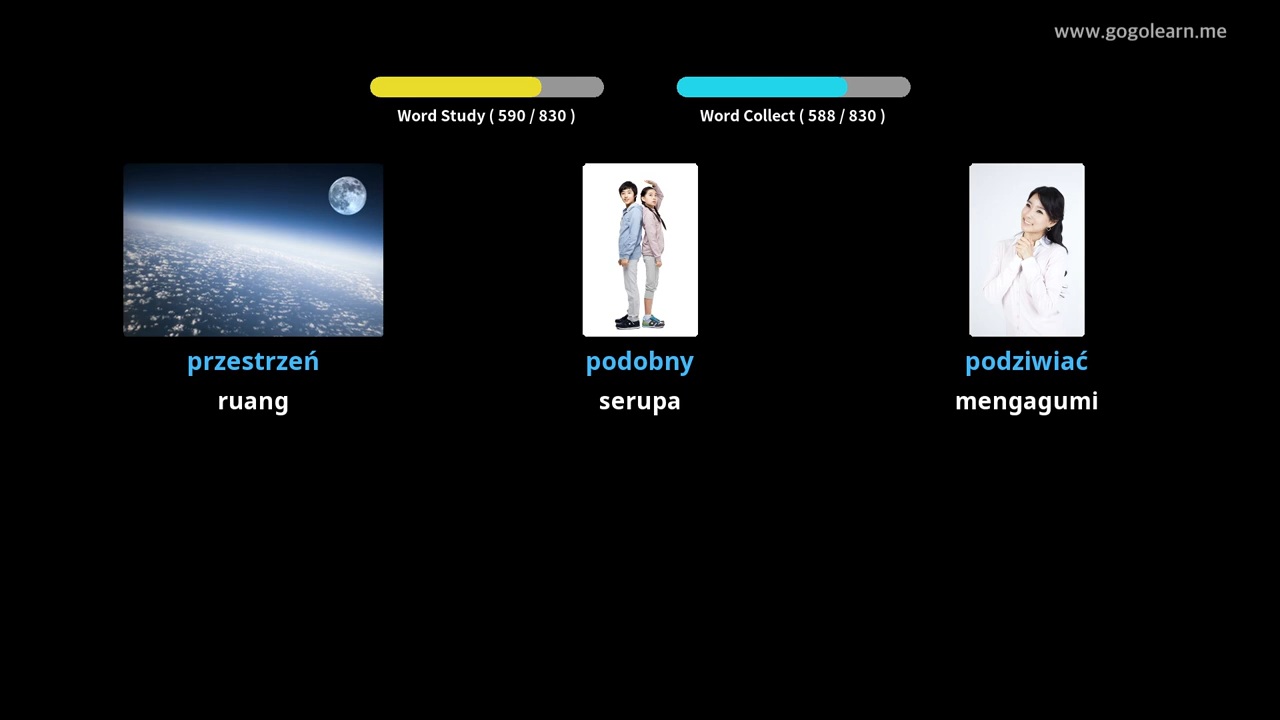 www.gogolearn.me
Word Study ( 590 / 830 )
Word Collect ( 588 / 830 )
przestrzeń
podobny
podziwiać
ruang
serupa
mengagumi